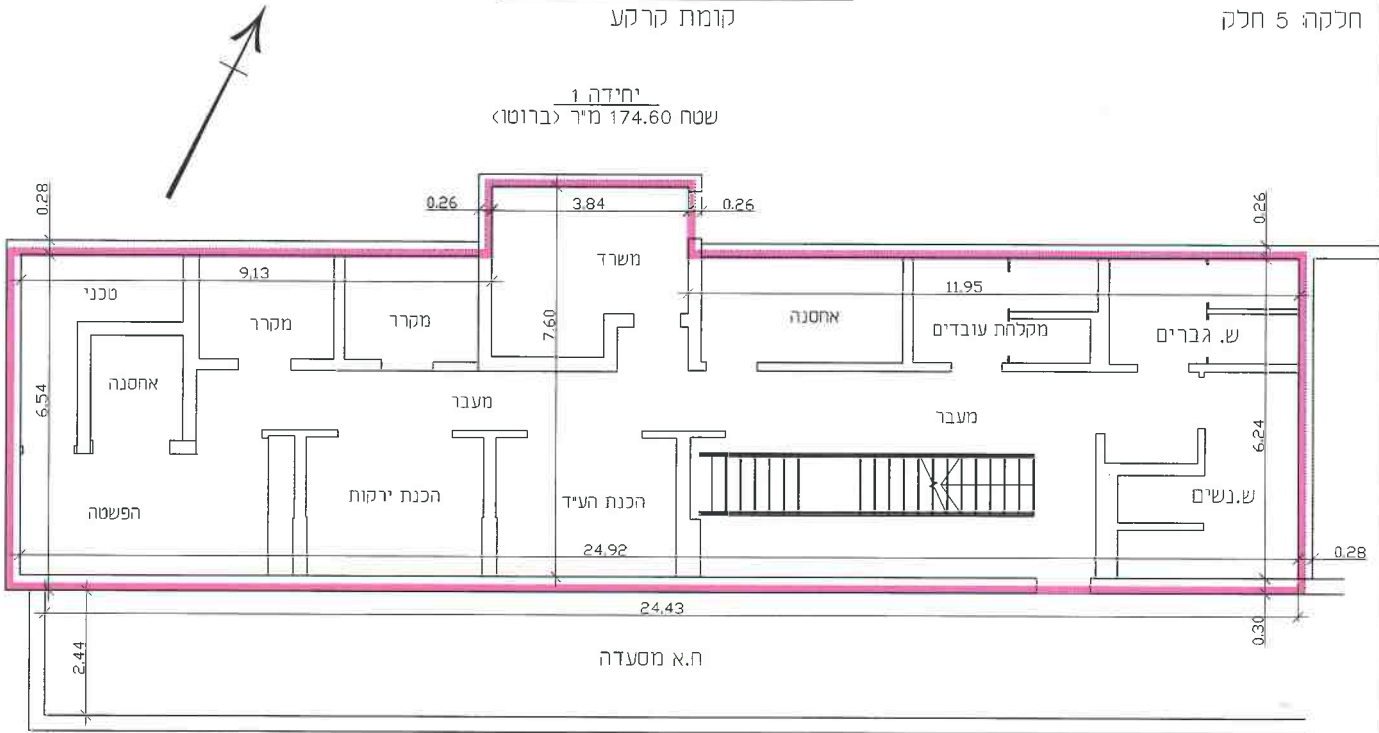 קומת קרקע
חלקה: 5 חלק
יחידה 1
שטח 174.60 מ"ר (ברוטו)
0.28
0.26
3.84
0.26
0.26
משרד
9.13
11.95
טכני
מקרר
מקרר
אחסנה
מקלחת עובדים
ש. גברים
7.60
אחסנה
6.54
מעבר
מעבר
6.24
הפשטה
הכנת ירקות
הכנת הע"ד
ש.נשים
24.92
0.28
24.43
0.30
2.44
ח.א מסעדה